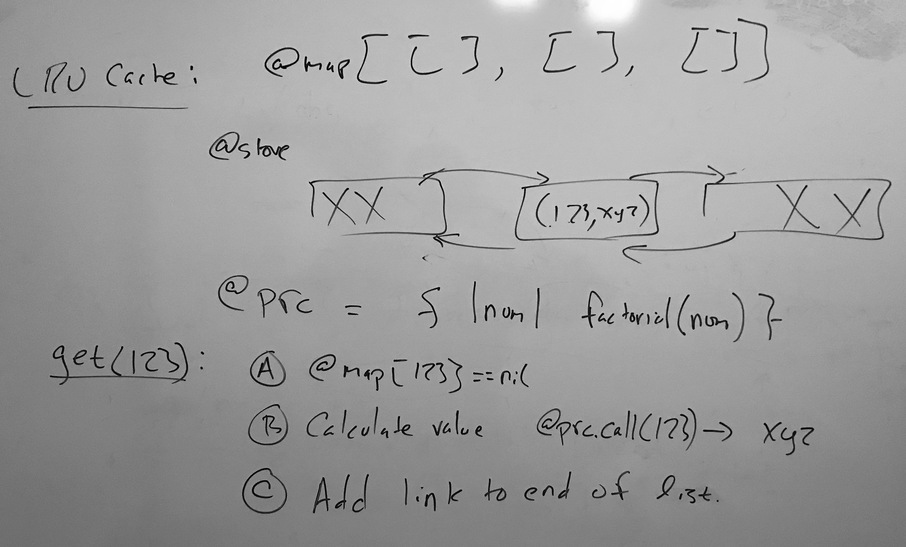 LRU Cache: @map[[], [], []]
@store
XX (123,xyz) XX
@prc = { |num| factorial(num) }
get(123): Ⓐ @map[123]==nil
Ⓑ Calculate value @prc.call(123)→ xyz
Ⓒ Add link to end of list.